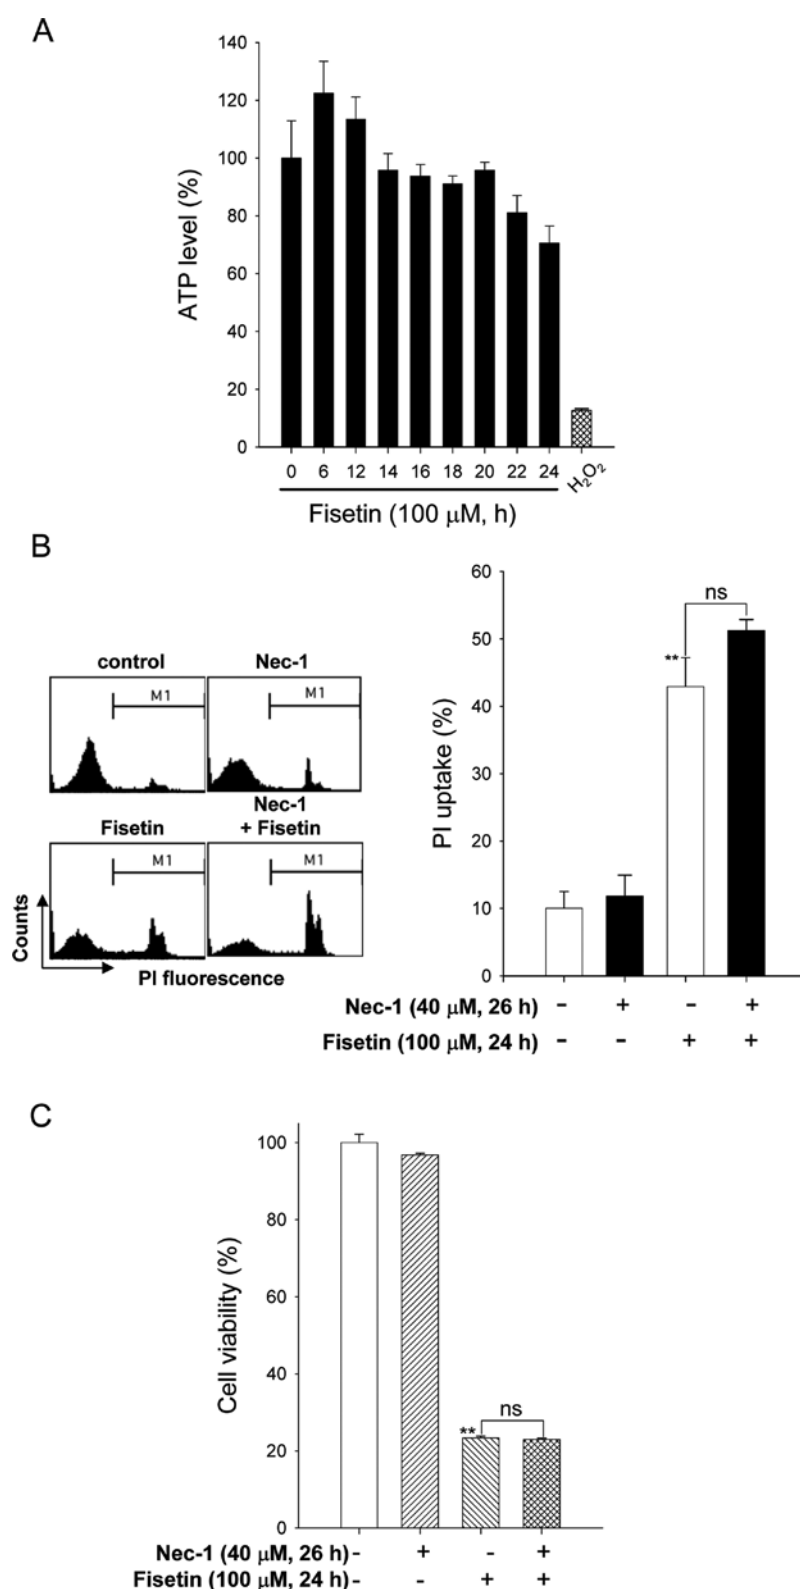 A
140
120
100
80
60
40
20
0
ATP level (%)
0 6 12 14 16 18 20 22 24 H2O2
Fisetin (100 μM, h)
B
control Nec-1
M1 M1
Fisetin Nec-1 + Fisetin
M1 M1
Counts
PI fluorescence
60
50
40
30
20
10
0
PI uptake (%)
ns
**
Nec-1 (40 μM, 26 h) - + - +
Fisetin (100 μM, 24 h) - - + +
C
100
80
60
40
20
0
Cell viability (%)
ns
**
Nec-1 (40 μM, 26 h) - + - +
Fisetin (100 μM, 24 h) - - + +